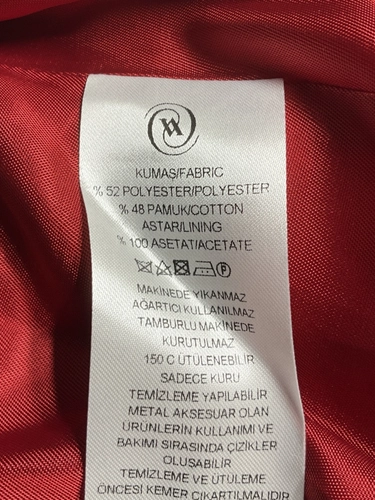 KUMAŞ/FABRIC
% 52 POLYESTER/POLYESTER
% 48 PAMUK/COTTON
ASTAR/LINING
% 100 ASETAT/ACETATE
MAKİNEDE YIKANMAZ
AĞARTICI KULLANILMAZ
TAMBURLU MAKİNEDE
KURUTULMAZ
150 C ÜTÜLENEBİLİR
SADECE KURU
TEMİZLEME YAPILABİLİR
METAL AKSESUAR OLAN
ÜRÜNLERİN KULLANIMI VE
BAKIMI SIRASINDA ÇİZİKLER
OLUŞABİLİR
TEMİZLEME VE ÜTÜLEME
ÖNCESİ KEMER ÇIKARTILMALIDIR